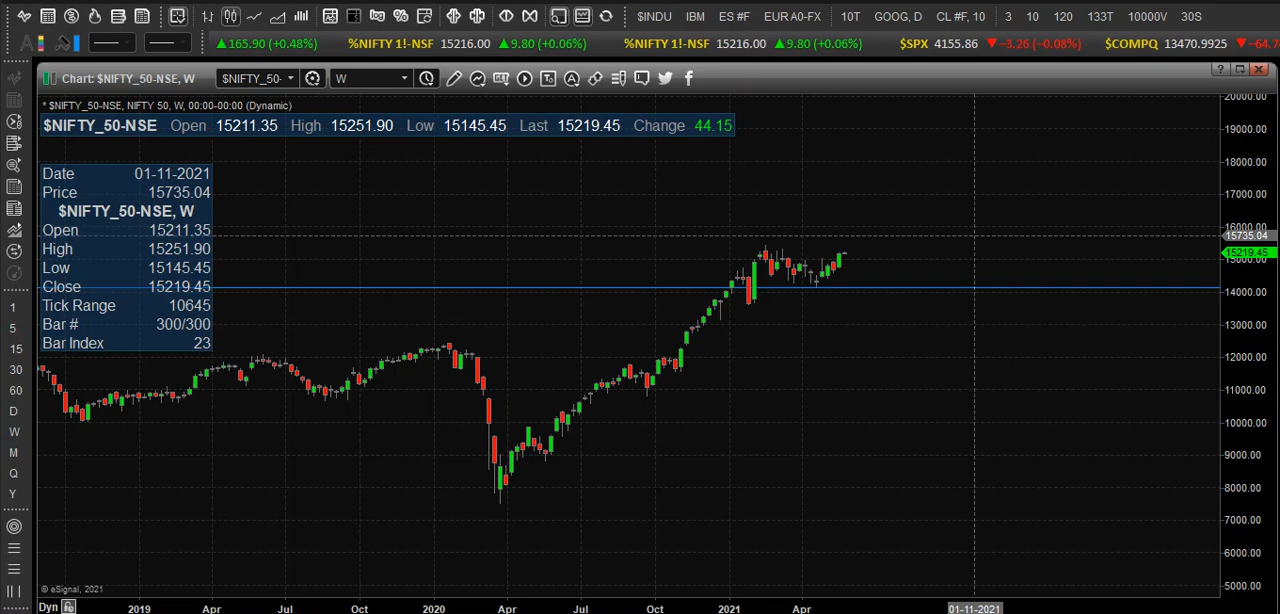 $INDU IBM ES #F EUR A0-FX 10T GOOG, D CL #F, 10 3 10 120 133T 10000V 30S
165.90 (+0.48%) %NIFTY 1!-NSF 15216.00 ▲9.80 (+0.06%) %NIFTY 1!-NSF 15216.00 ▲9.80 (+0.06%) $SPX 4155.86 ▼−3.26 (−0.08%) $COMPQ 13470.9925 ▼−64.7
Chart: $NIFTY_50-NSE, W $NIFTY_50- W
* $NIFTY_50-NSE, NIFTY 50, W, 00:00-00:00 (Dynamic)
$NIFTY_50-NSE Open 15211.35 High 15251.90 Low 15145.45 Last 15219.45 Change 44.15
Date 01-11-2021
Price 15735.04
$NIFTY_50-NSE, W
Open 15211.35
High 15251.90
Low 15145.45
Close 15219.45
Tick Range 10645
Bar # 300/300
Bar Index 23
20000.00
19000.00
18000.00
17000.00
16000.00
15735.04
15219.45
15000.00
14000.00
13000.00
12000.00
11000.00
10000.00
9000.00
8000.00
7000.00
6000.00
5000.00
1
5
15
30
60
D
W
M
Q
Y
© eSignal, 2021
Dyn 2019 Apr Jul Oct 2020 Apr Jul Oct 2021 Apr 01-11-2021